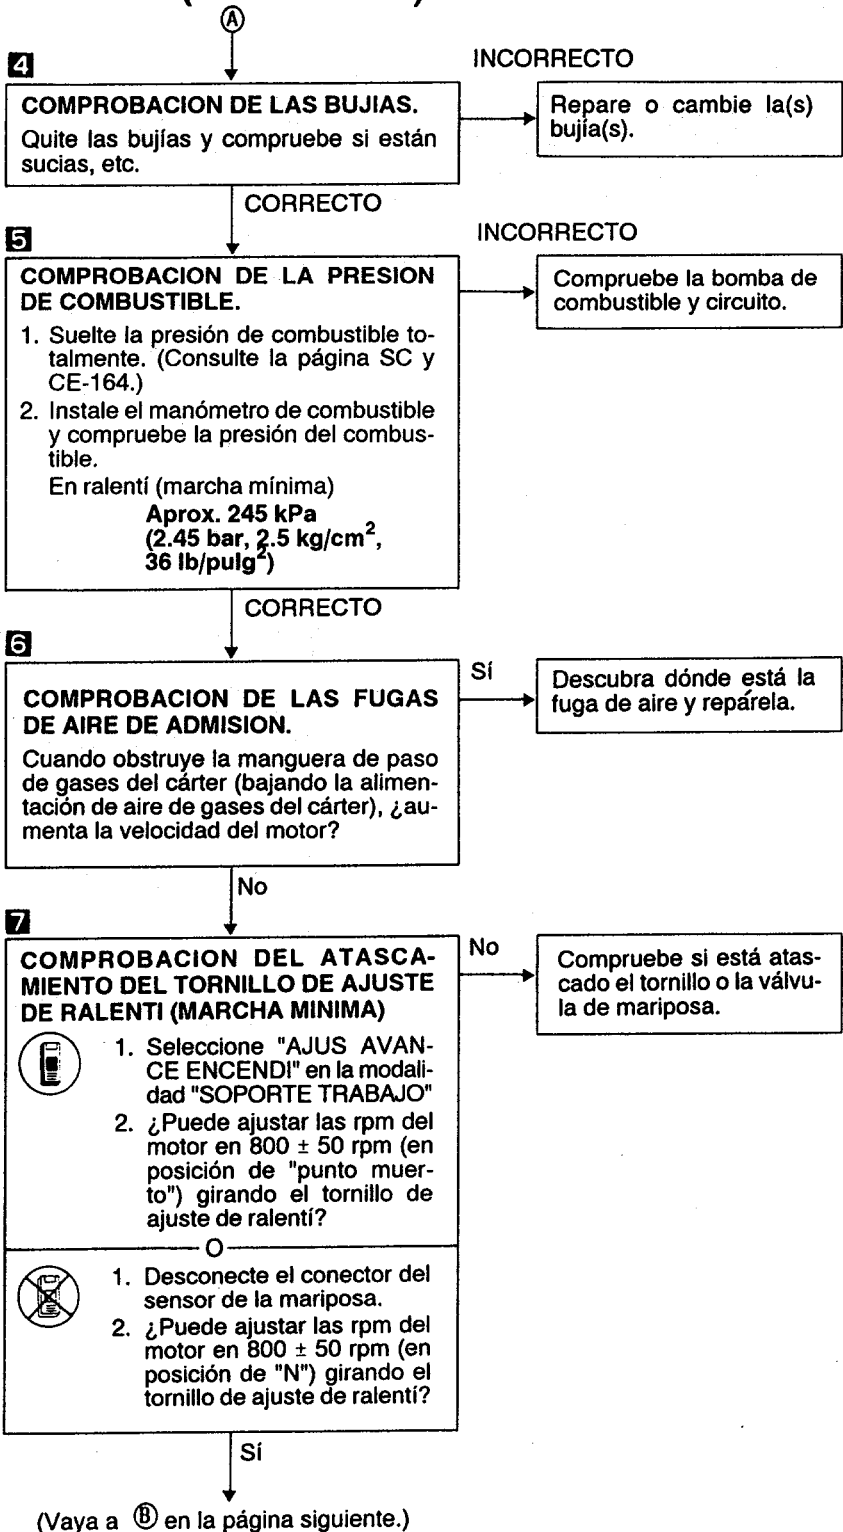 Ⓐ
4
INCORRECTO
COMPROBACION DE LAS BUJIAS.
Quite las bujías y compruebe si están
sucias, etc.
Repare o cambie la(s)
bujía(s).
CORRECTO
5
INCORRECTO
COMPROBACION DE LA PRESION
DE COMBUSTIBLE.
1. Suelte la presión de combustible to-
talmente. (Consulte la página SC y
CE-164.)
2. Instale el manómetro de combustible
y compruebe la presión del combus-
tible.
En ralentí (marcha mínima)
Aprox. 245 kPa
(2.45 bar, 2.5 kg/cm²,
36 lb/pulg²)
Compruebe la bomba de
combustible y circuito.
CORRECTO
6
Sí
COMPROBACION DE LAS FUGAS
DE AIRE DE ADMISION.
Cuando obstruye la manguera de paso
de gases del cárter (bajando la alimen-
tación de aire de gases del cárter), ¿au-
menta la velocidad del motor?
Descubra dónde está la
fuga de aire y repárela.
No
7
No
COMPROBACION DEL ATASCA-
MIENTO DEL TORNILLO DE AJUSTE
DE RALENTI (MARCHA MINIMA)
1. Seleccione "AJUS AVAN-
CE ENCENDI" en la modali-
dad "SOPORTE TRABAJO"
2. ¿Puede ajustar las rpm del
motor en 800 ± 50 rpm (en
posición de "punto muer-
to") girando el tornillo de
ajuste de ralentí?
O
1. Desconecte el conector del
sensor de la mariposa.
2. ¿Puede ajustar las rpm del
motor en 800 ± 50 rpm (en
posición de "N") girando el
tornillo de ajuste de ralentí?
Compruebe si está atas-
cado el tornillo o la válvu-
la de mariposa.
Sí
(Vaya a Ⓑ en la página siguiente.)